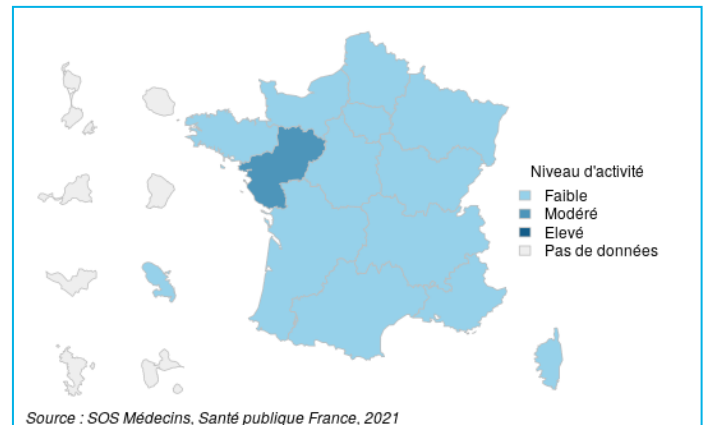 Niveau d'activité
Faible
Modéré
Elevé
Pas de données
Source : SOS Médecins, Santé publique France, 2021